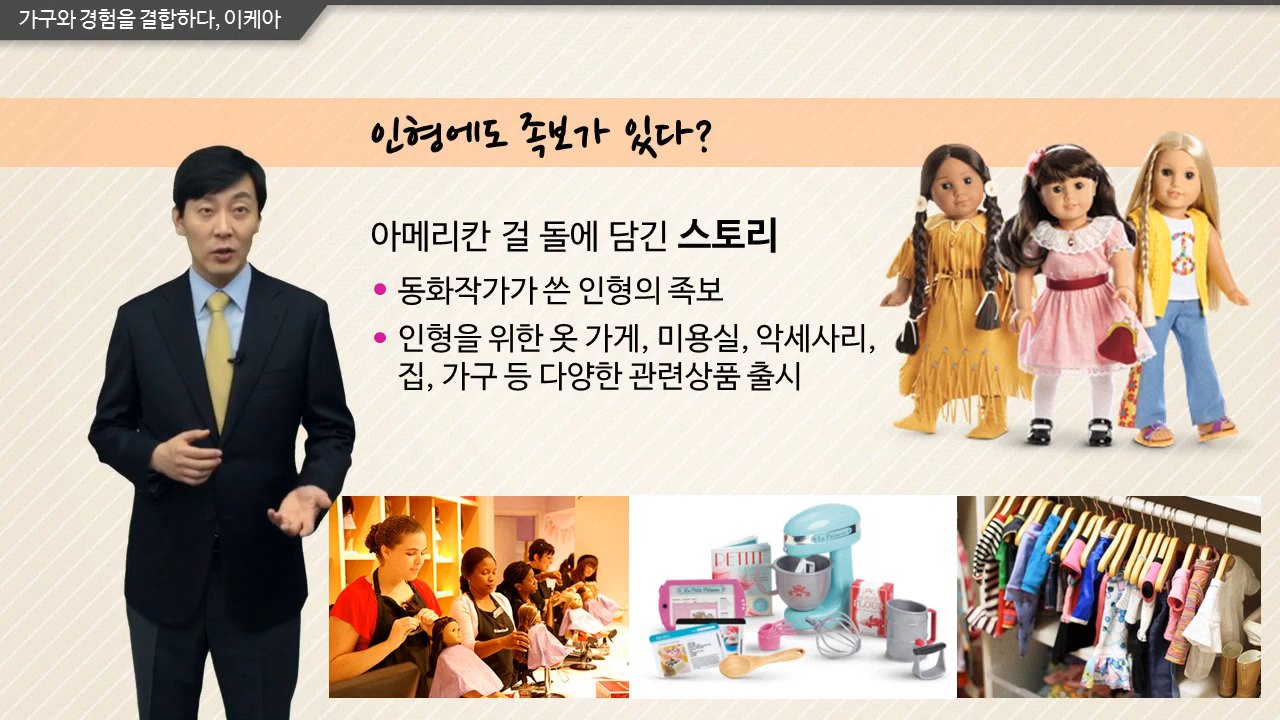 가구와 경험을 결합하다, 이케아
인형에도 족보가 있다?
아메리칸 걸 돌에 담긴 스토리
• 동화작가가 쓴 인형의 족보
• 인형을 위한 옷 가게, 미용실, 악세사리,
집, 가구 등 다양한 관련상품 출시
PETITE
FLOUR